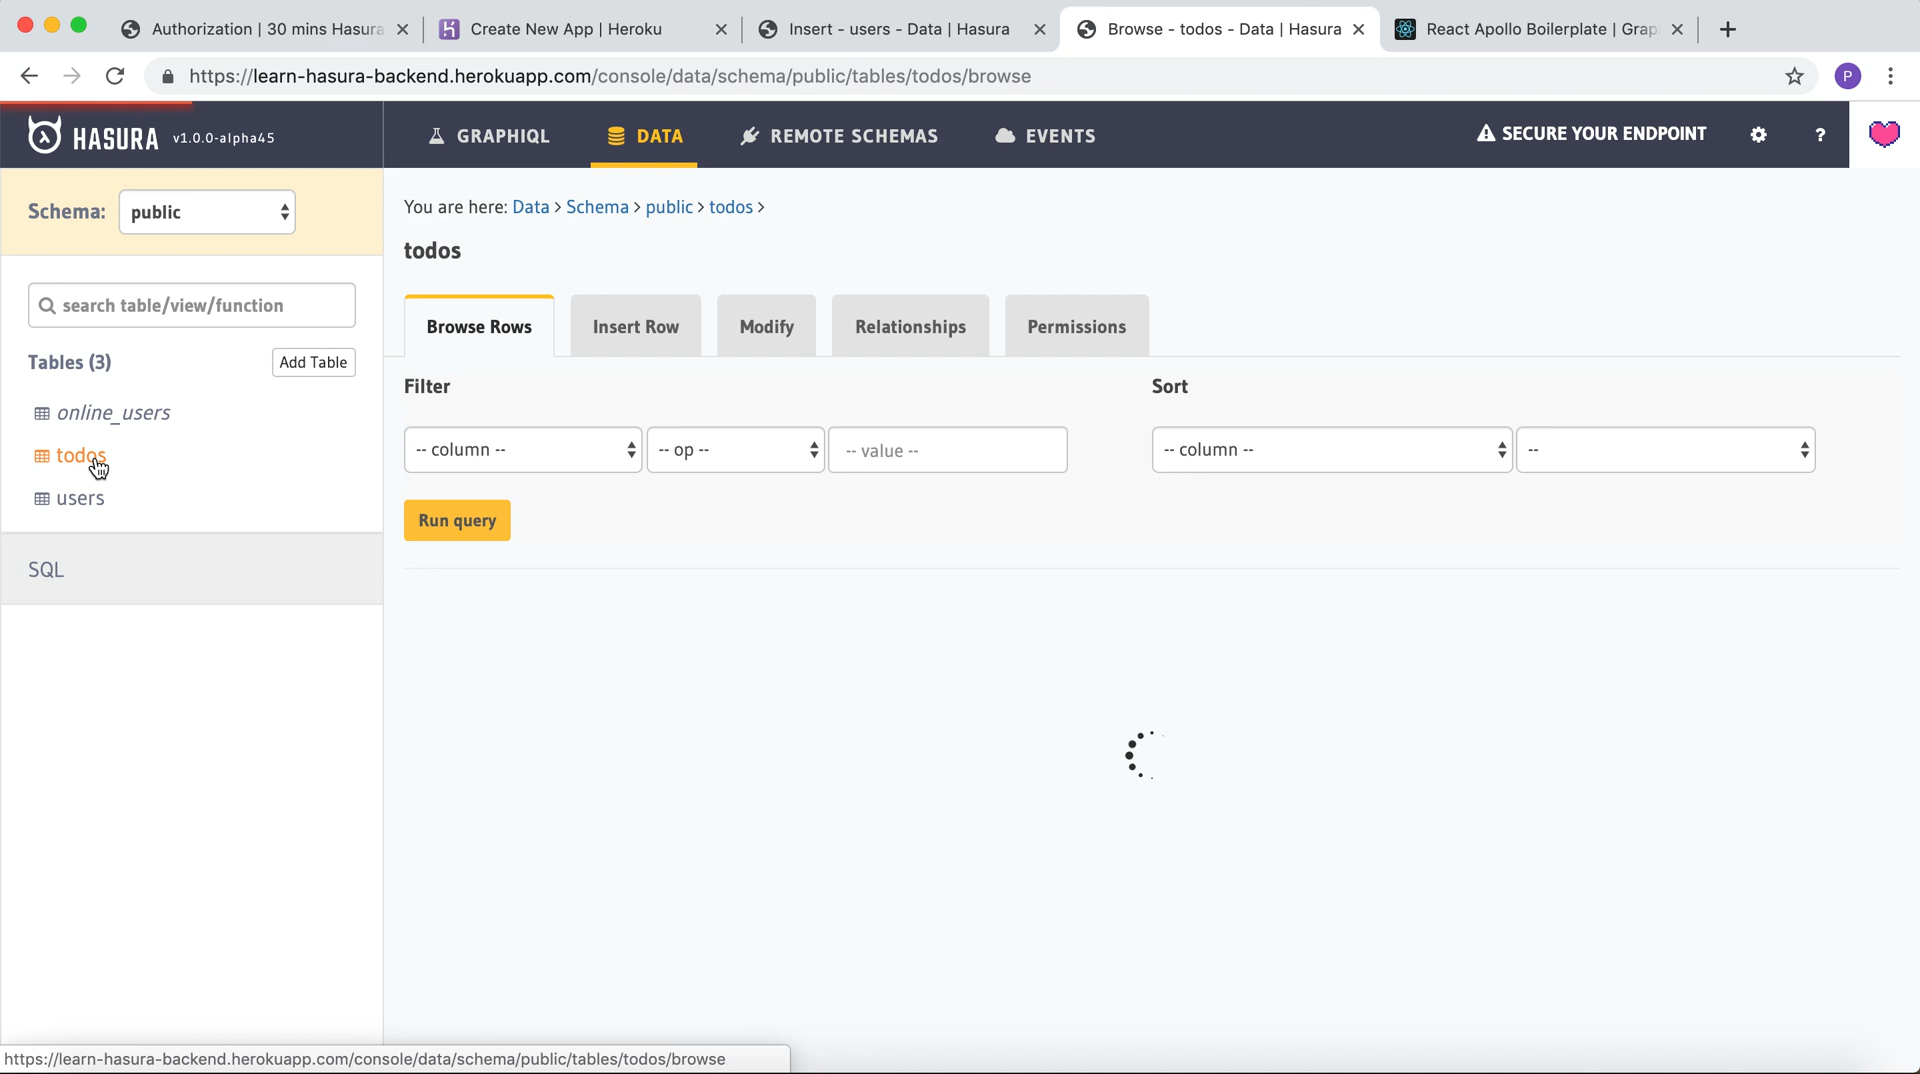 Authorization | 30 mins Hasura
Create New App | Heroku
Insert - users - Data | Hasura
Browse - todos - Data | Hasura
React Apollo Boilerplate | Grap
https://learn-hasura-backend.herokuapp.com/console/data/schema/public/tables/todos/browse
P
HASURA v1.0.0-alpha45
GRAPHIQL
DATA
REMOTE SCHEMAS
EVENTS
SECURE YOUR ENDPOINT
?
Schema: public
search table/view/function
Tables (3)
Add Table
online_users
todos
users
SQL
You are here: Data > Schema > public > todos >
todos
Browse Rows
Insert Row
Modify
Relationships
Permissions
Filter
Sort
-- column --
-- op --
-- value --
-- column --
--
Run query
https://learn-hasura-backend.herokuapp.com/console/data/schema/public/tables/todos/browse